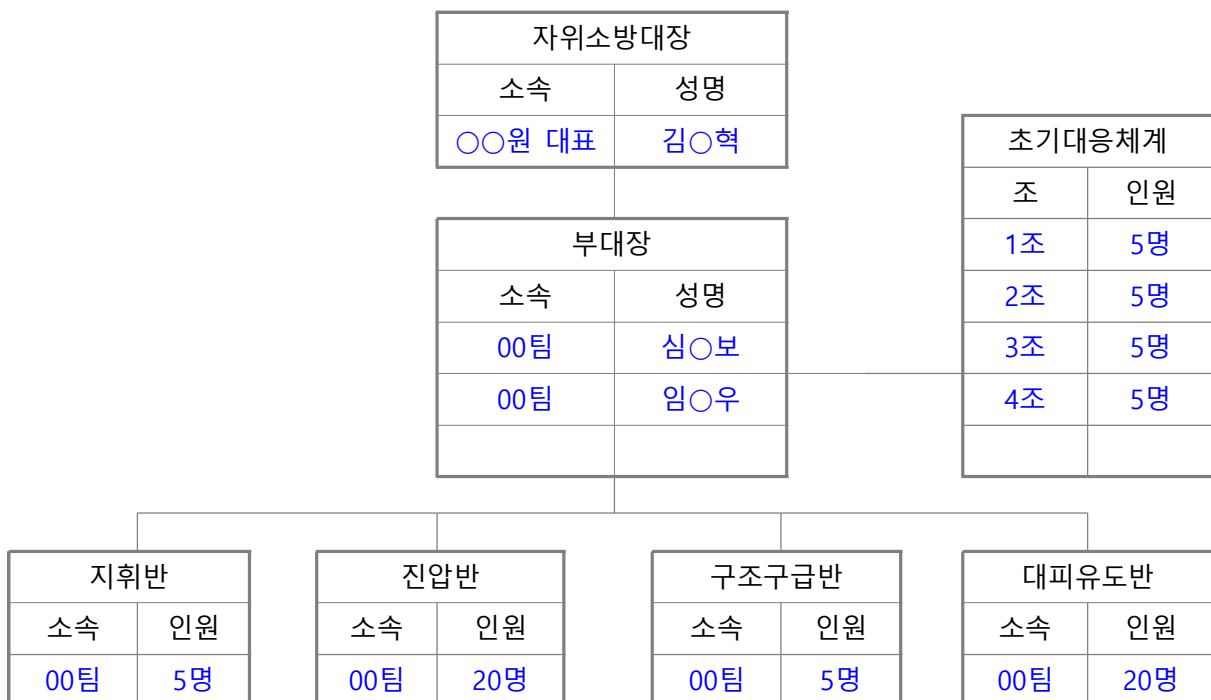 자위소방대장
소속 성명
○○원 대표 김○혁
초기대응체계
조 인원
1조 5명
2조 5명
3조 5명
4조 5명
부대장
소속 성명
00팀 심○보
00팀 임○우
지휘반 진압반 구조구급반 대피유도반
소속 인원 소속 인원 소속 인원 소속 인원
00팀 5명 00팀 20명 00팀 5명 00팀 20명